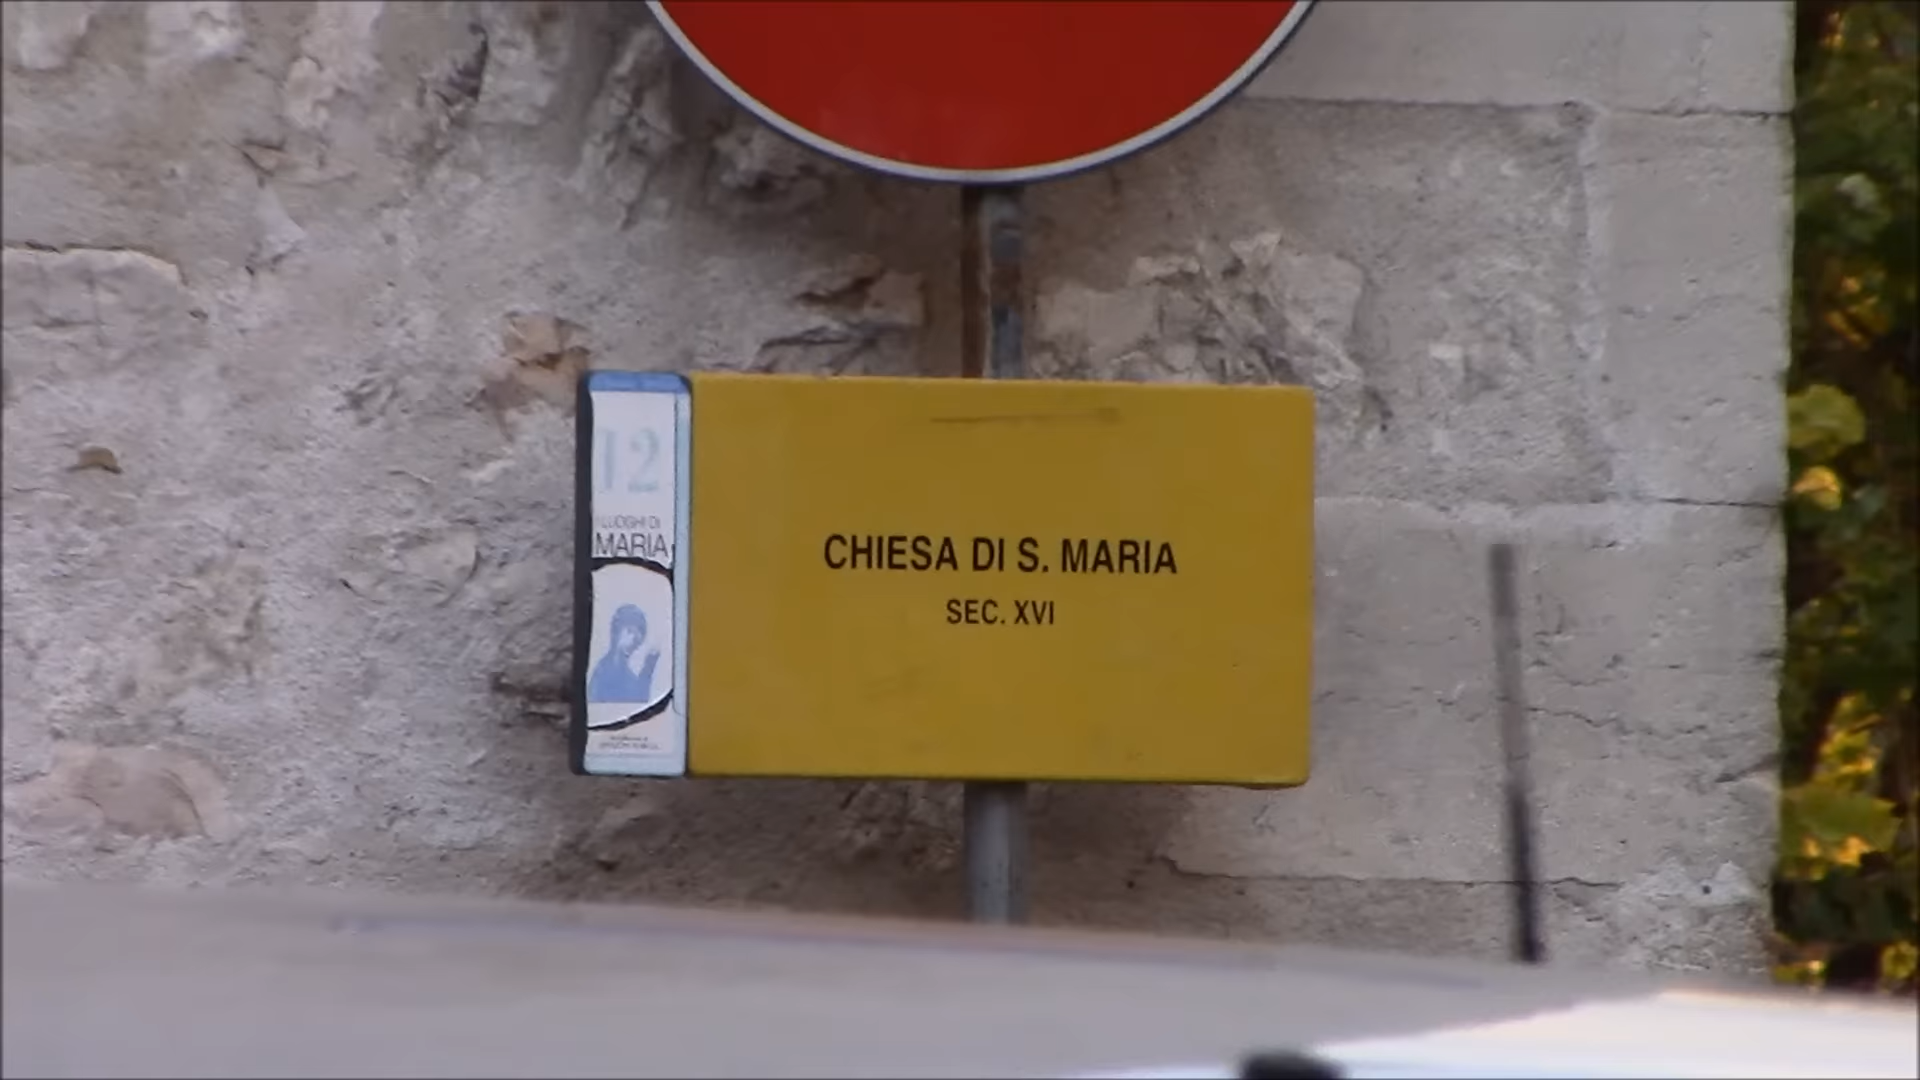 12
I LUOGHI DI
MARIA
CHIESA DI S. MARIA
SEC. XVI